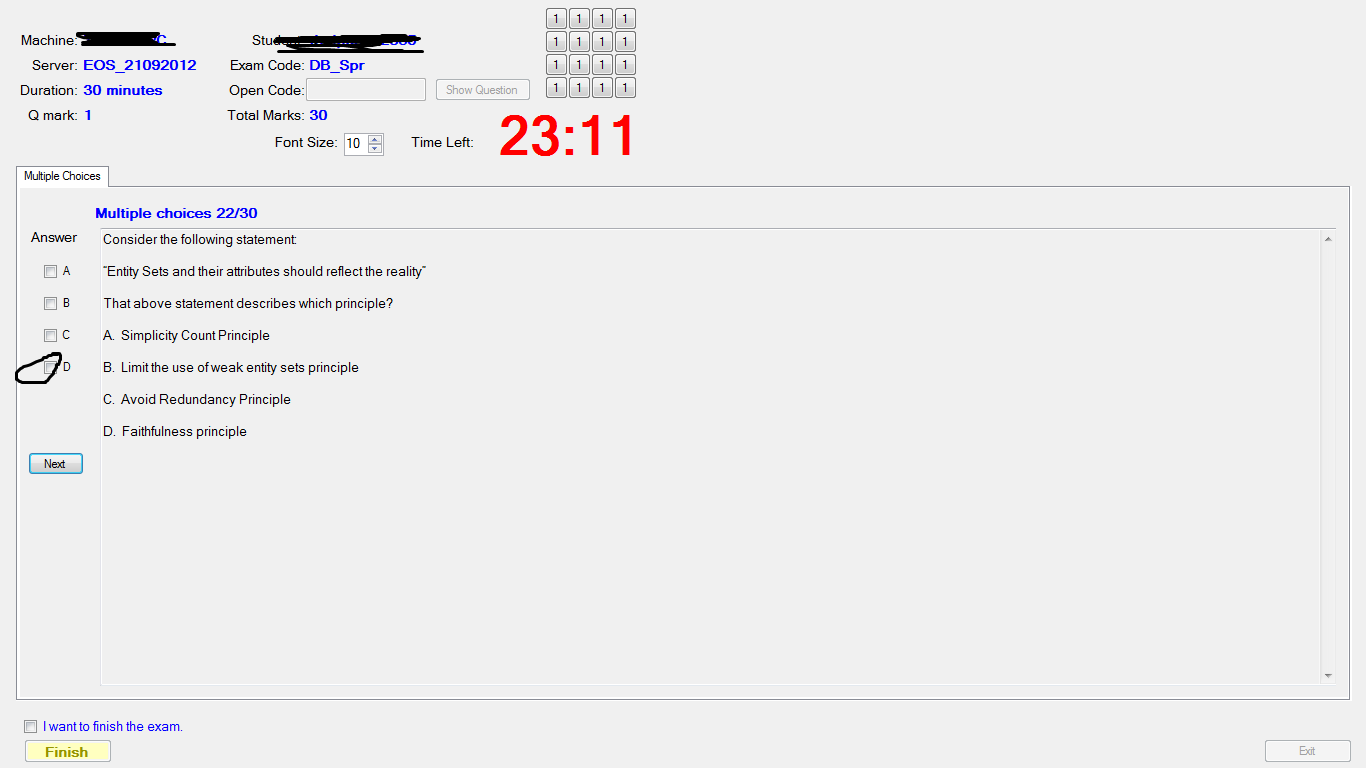 1 1 1 1
Machine:
1 1 1 1
Server: EOS_21092012 Exam Code: DB_Spr
1 1 1 1
Duration: 30 minutes Open Code: Show Question
1 1 1 1
Q mark: 1 Total Marks: 30
Font Size: 10 Time Left: 23:11
Multiple Choices
Multiple choices 22/30
Answer Consider the following statement:
A "Entity Sets and their attributes should reflect the reality"
B That above statement describes which principle?
C A. Simplicity Count Principle
D B. Limit the use of weak entity sets principle
C. Avoid Redundancy Principle
D. Faithfulness principle
Next
I want to finish the exam.
Finish Exit